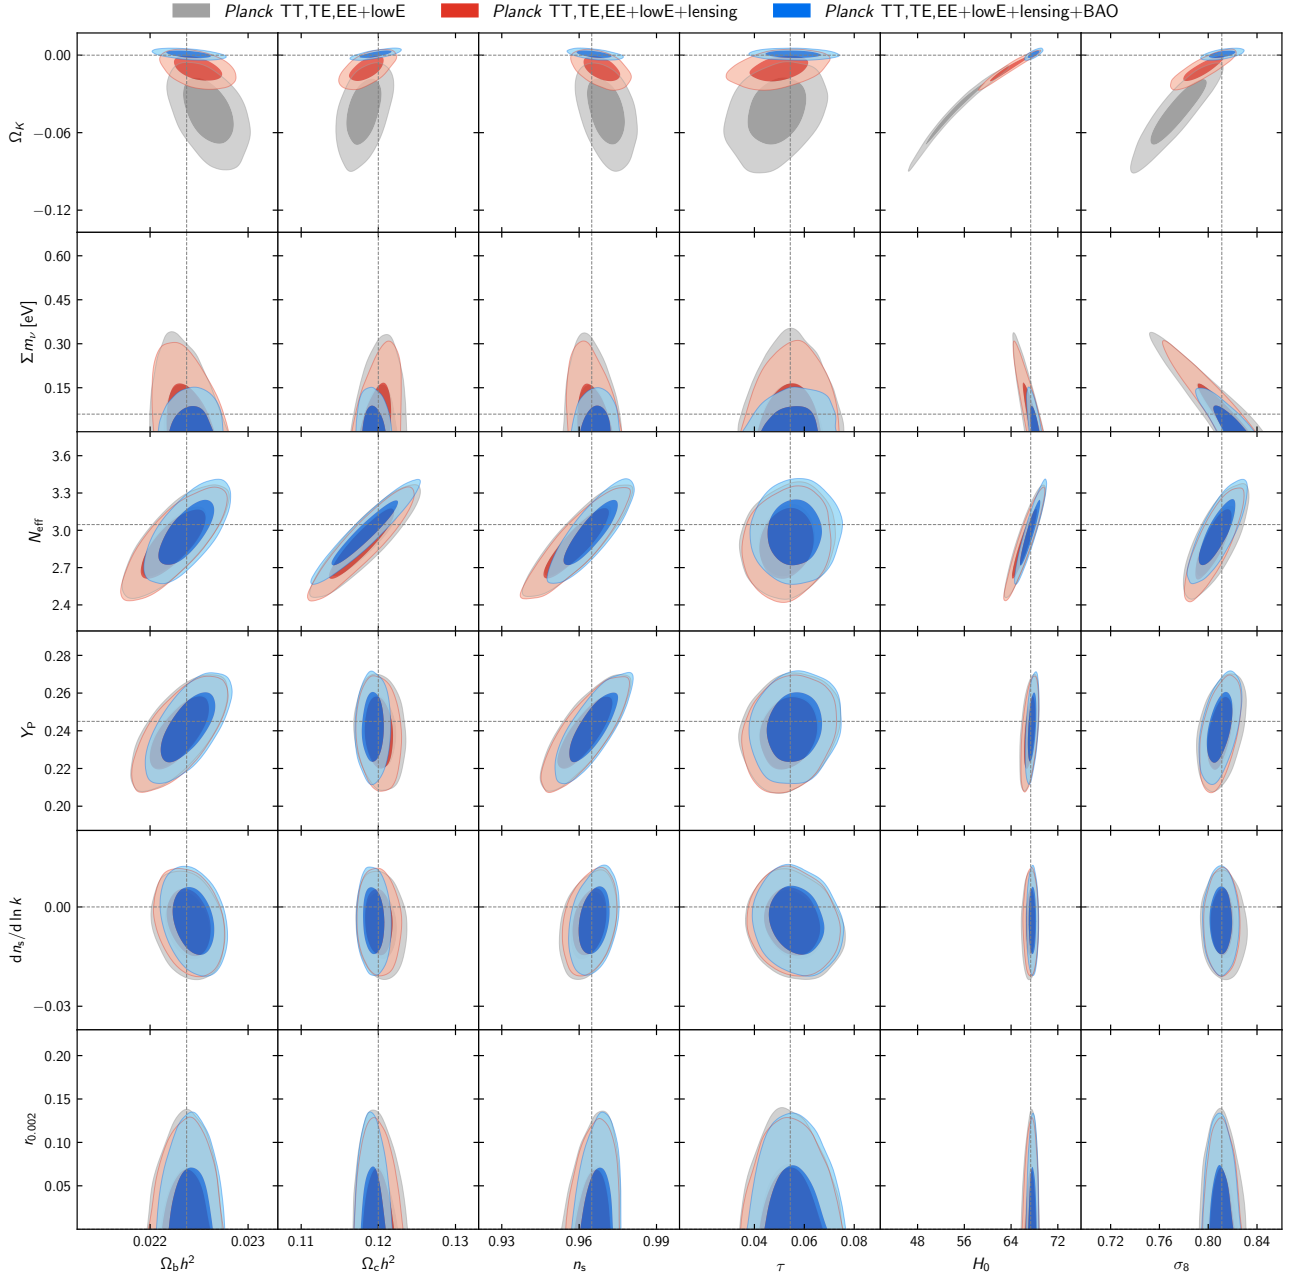 Planck TT,TE,EE+lowE Planck TT,TE,EE+lowE+lensing Planck TT,TE,EE+lowE+lensing+BAO
0.00
−0.06
−0.12
Ω_K
0.60
0.45
0.30
0.15
Σ m_ν [eV]
3.6
3.3
3.0
2.7
2.4
N_eff
0.28
0.26
0.24
0.22
0.20
Y_P
0.00
−0.03
d n_s/d ln k
0.20
0.15
0.10
0.05
r_0.002
0.022 0.023 0.11 0.12 0.13 0.93 0.96 0.99 0.04 0.06 0.08 48 56 64 72 0.72 0.76 0.80 0.84
Ω_b h² Ω_c h² n_s τ H_0 σ_8